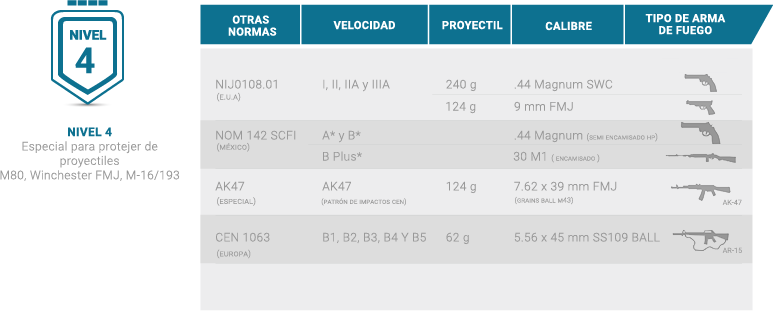 NIVEL
4
NIVEL 4
Especial para protejer de
proyectiles
M80, Winchester FMJ, M-16/193
OTRAS NORMAS VELOCIDAD PROYECTIL CALIBRE TIPO DE ARMA DE FUEGO
NIJ0108.01 I, II, IIA y IIIA 240 g .44 Magnum SWC
(E.U.A)
124 g 9 mm FMJ
NOM 142 SCFI A* y B* .44 Magnum (SEMI ENCAMISADO HP)
(MÉXICO)
B Plus* 30 M1 ( ENCAMISADO )
AK47 AK47 124 g 7.62 x 39 mm FMJ
(ESPECIAL) (PATRÓN DE IMPACTOS CEN) (GRAINS BALL M43) AK-47
CEN 1063 B1, B2, B3, B4 Y B5 62 g 5.56 x 45 mm SS109 BALL
(EUROPA) AR-15